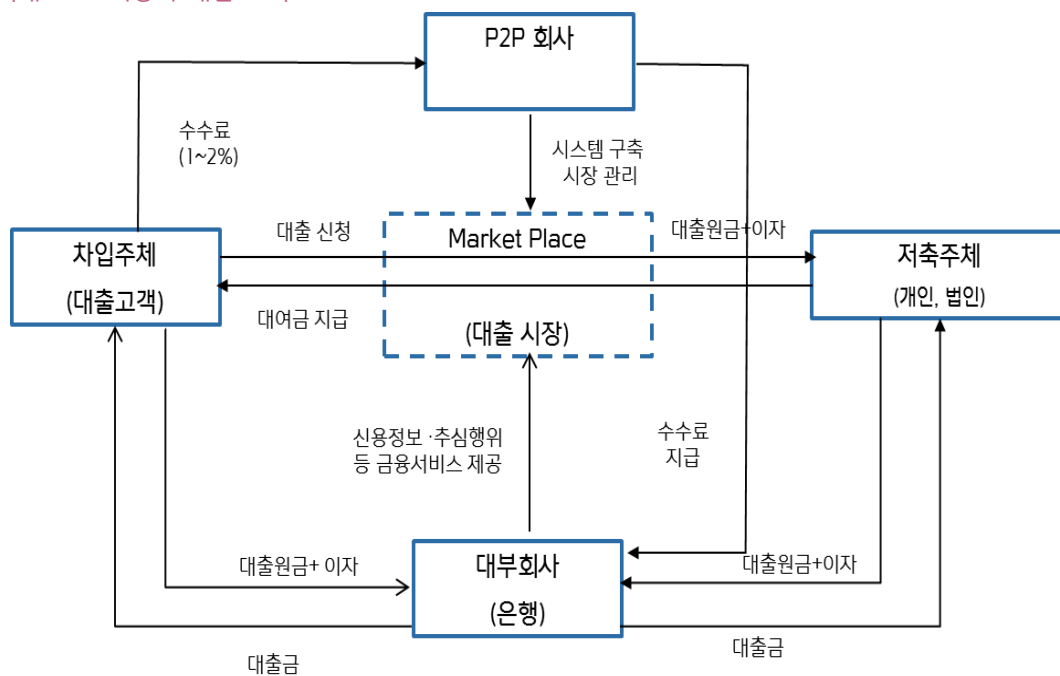 P2P 회사
수수료
(1~2%)
시스템 구축
시장 관리
대출 신청
Market Place
대출원금+이자
차입주체
(대출고객)
저축주체
(개인, 법인)
대여금 지급
(대출 시장)
신용정보 ·추심행위
등 금융서비스 제공
수수료
지급
대출원금+ 이자
대부회사
(은행)
대출원금+이자
대출금
대출금